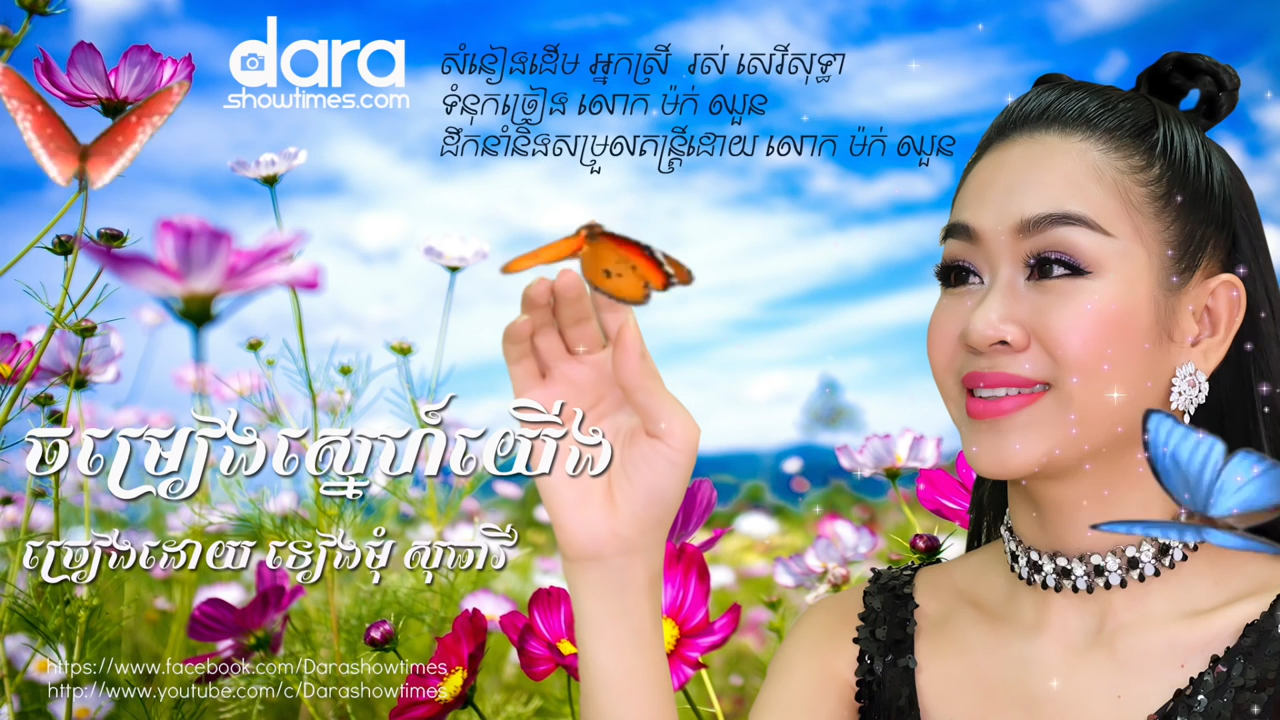 dara
showtimes.com
សំនៀងដើម អ្នកស្រី រស់ សេរីសុទ្ធា
ទំនុកច្រៀង លោក ម៉ក់ ឈួន
ដឹកនាំនិងសម្រួលតន្ត្រីដោយ លោក ម៉ក់ ឈួន
ចម្រៀងស្នេហ៍យើង
ច្រៀងដោយ ទៀងមុំ សុធាវី
https://www.facebook.com/Darashowtimes
http://www.youtube.com/c/Darashowtimes